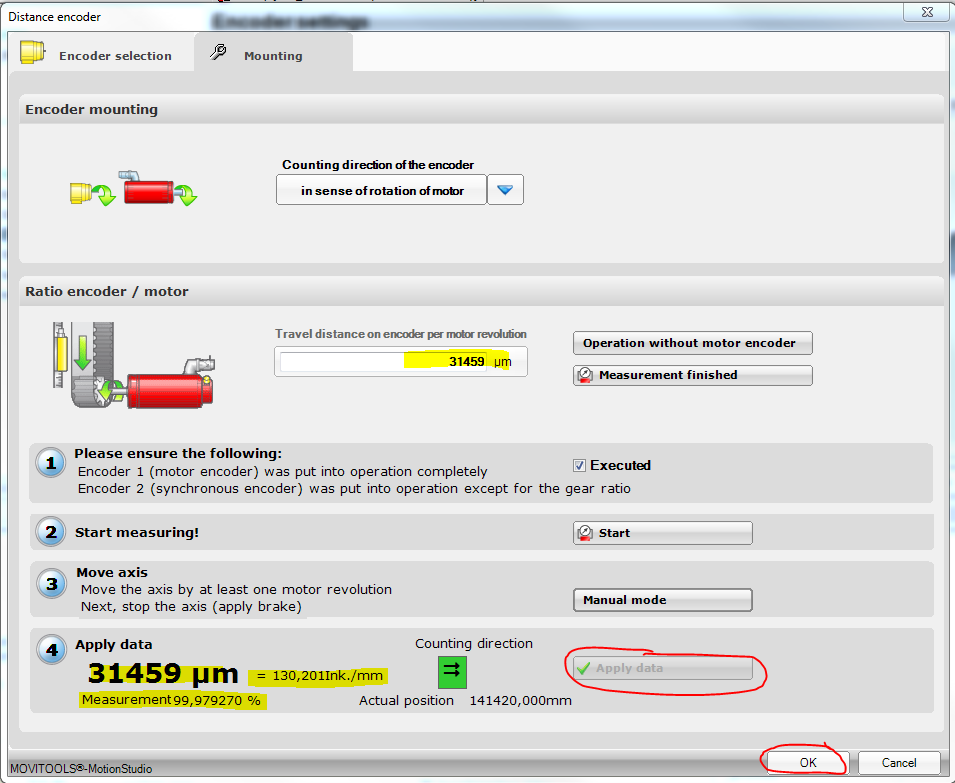 Encoder settings
Distance encoder
Encoder selection
Mounting
Encoder mounting
Counting direction of the encoder
in sense of rotation of motor
Ratio encoder / motor
Travel distance on encoder per motor revolution
31459 µm
Operation without motor encoder
Measurement finished
1
Please ensure the following:
Encoder 1 (motor encoder) was put into operation completely
Encoder 2 (synchronous encoder) was put into operation except for the gear ratio
Executed
2
Start measuring!
Start
3
Move axis
Move the axis by at least one motor revolution
Next, stop the axis (apply brake)
Manual mode
4
Apply data
31459 µm
= 130,201Ink./mm
Measurement 99,979270 %
Counting direction
Actual position 141420,000mm
Apply data
MOVITOOLS®-MotionStudio
OK
Cancel